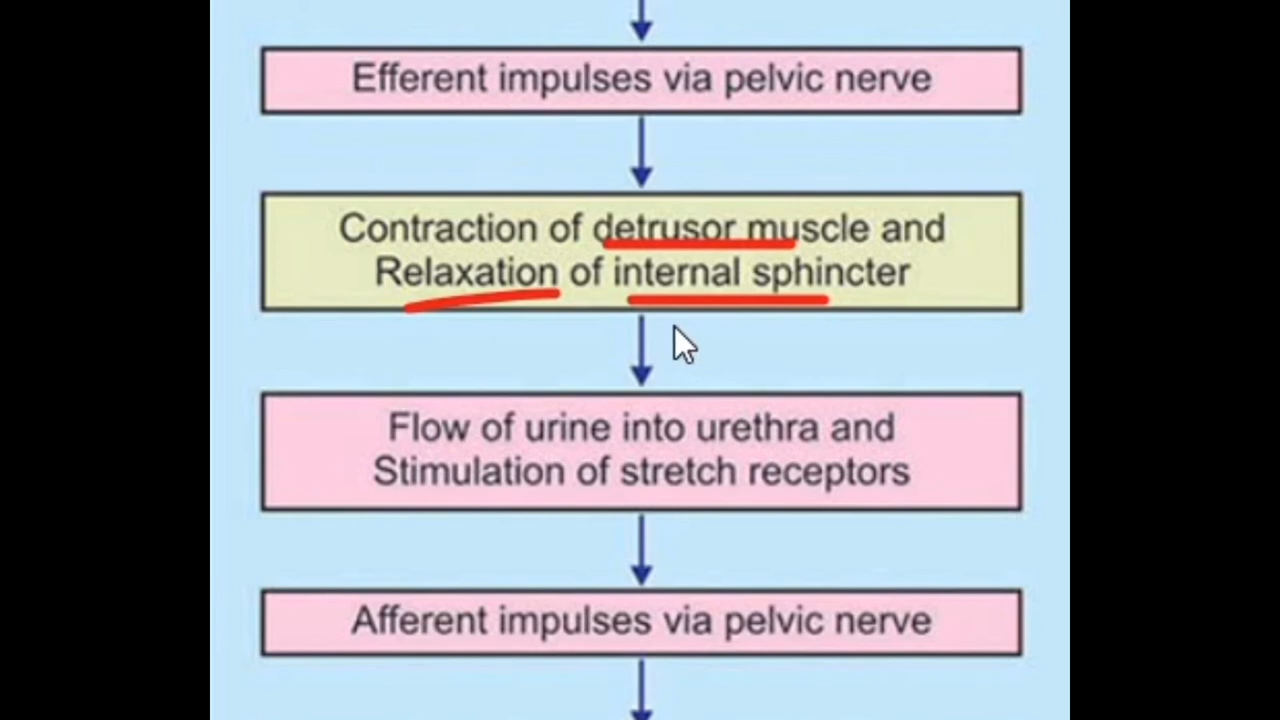 Efferent impulses via pelvic nerve
Contraction of detrusor muscle and
Relaxation of internal sphincter
Flow of urine into urethra and
Stimulation of stretch receptors
Afferent impulses via pelvic nerve